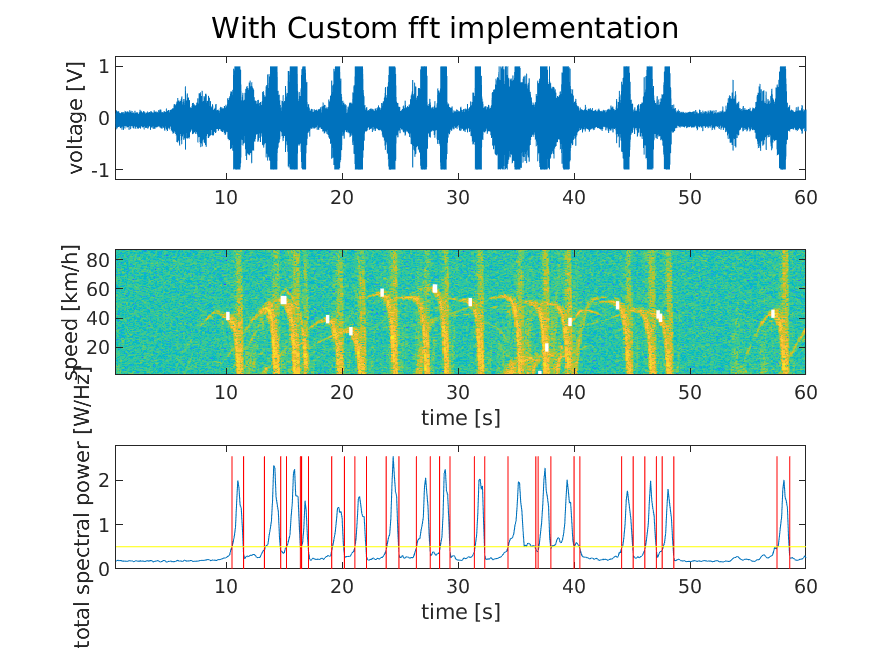 With Custom fft implementation
voltage [V]
1
0
-1
10 20 30 40 50 60
speed [km/h]
80
60
40
20
10 20 30 40 50 60
time [s]
total spectral power [W/Hz]
2
1
0
10 20 30 40 50 60
time [s]